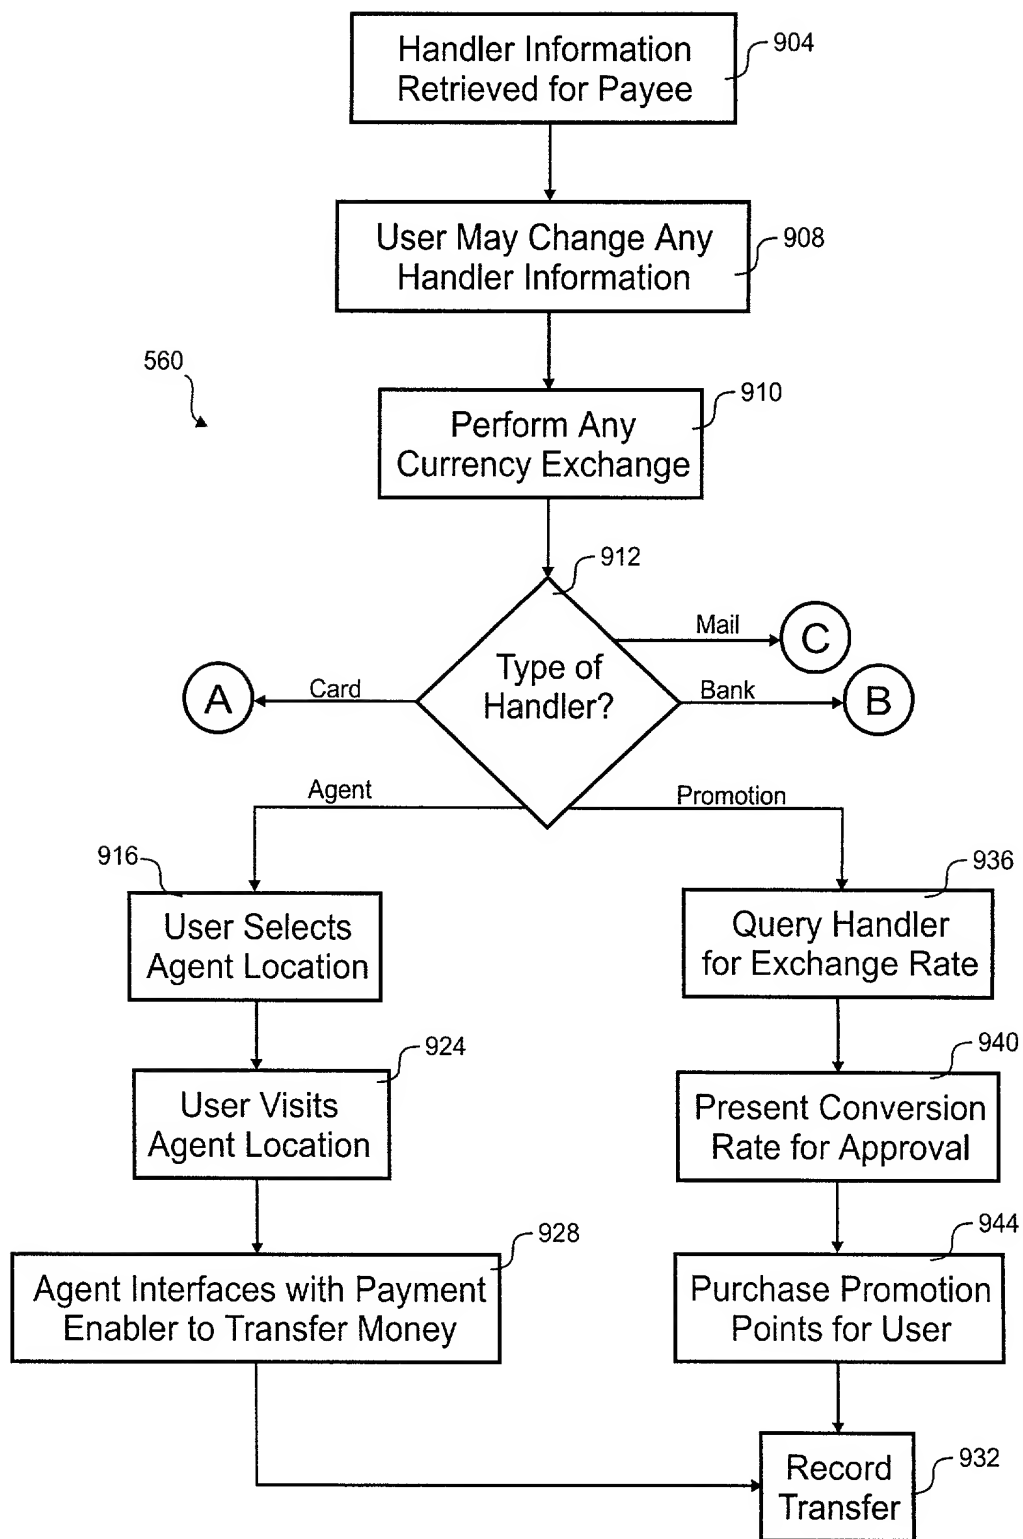 Handler Information
Retrieved for Payee
904
User May Change Any
Handler Information
908
560
Perform Any
Currency Exchange
910
912
Type of
Handler?
Mail
C
Card
A
Bank
B
Agent
Promotion
916
User Selects
Agent Location
936
Query Handler
for Exchange Rate
924
User Visits
Agent Location
940
Present Conversion
Rate for Approval
928
Agent Interfaces with Payment
Enabler to Transfer Money
944
Purchase Promotion
Points for User
Record
Transfer
932